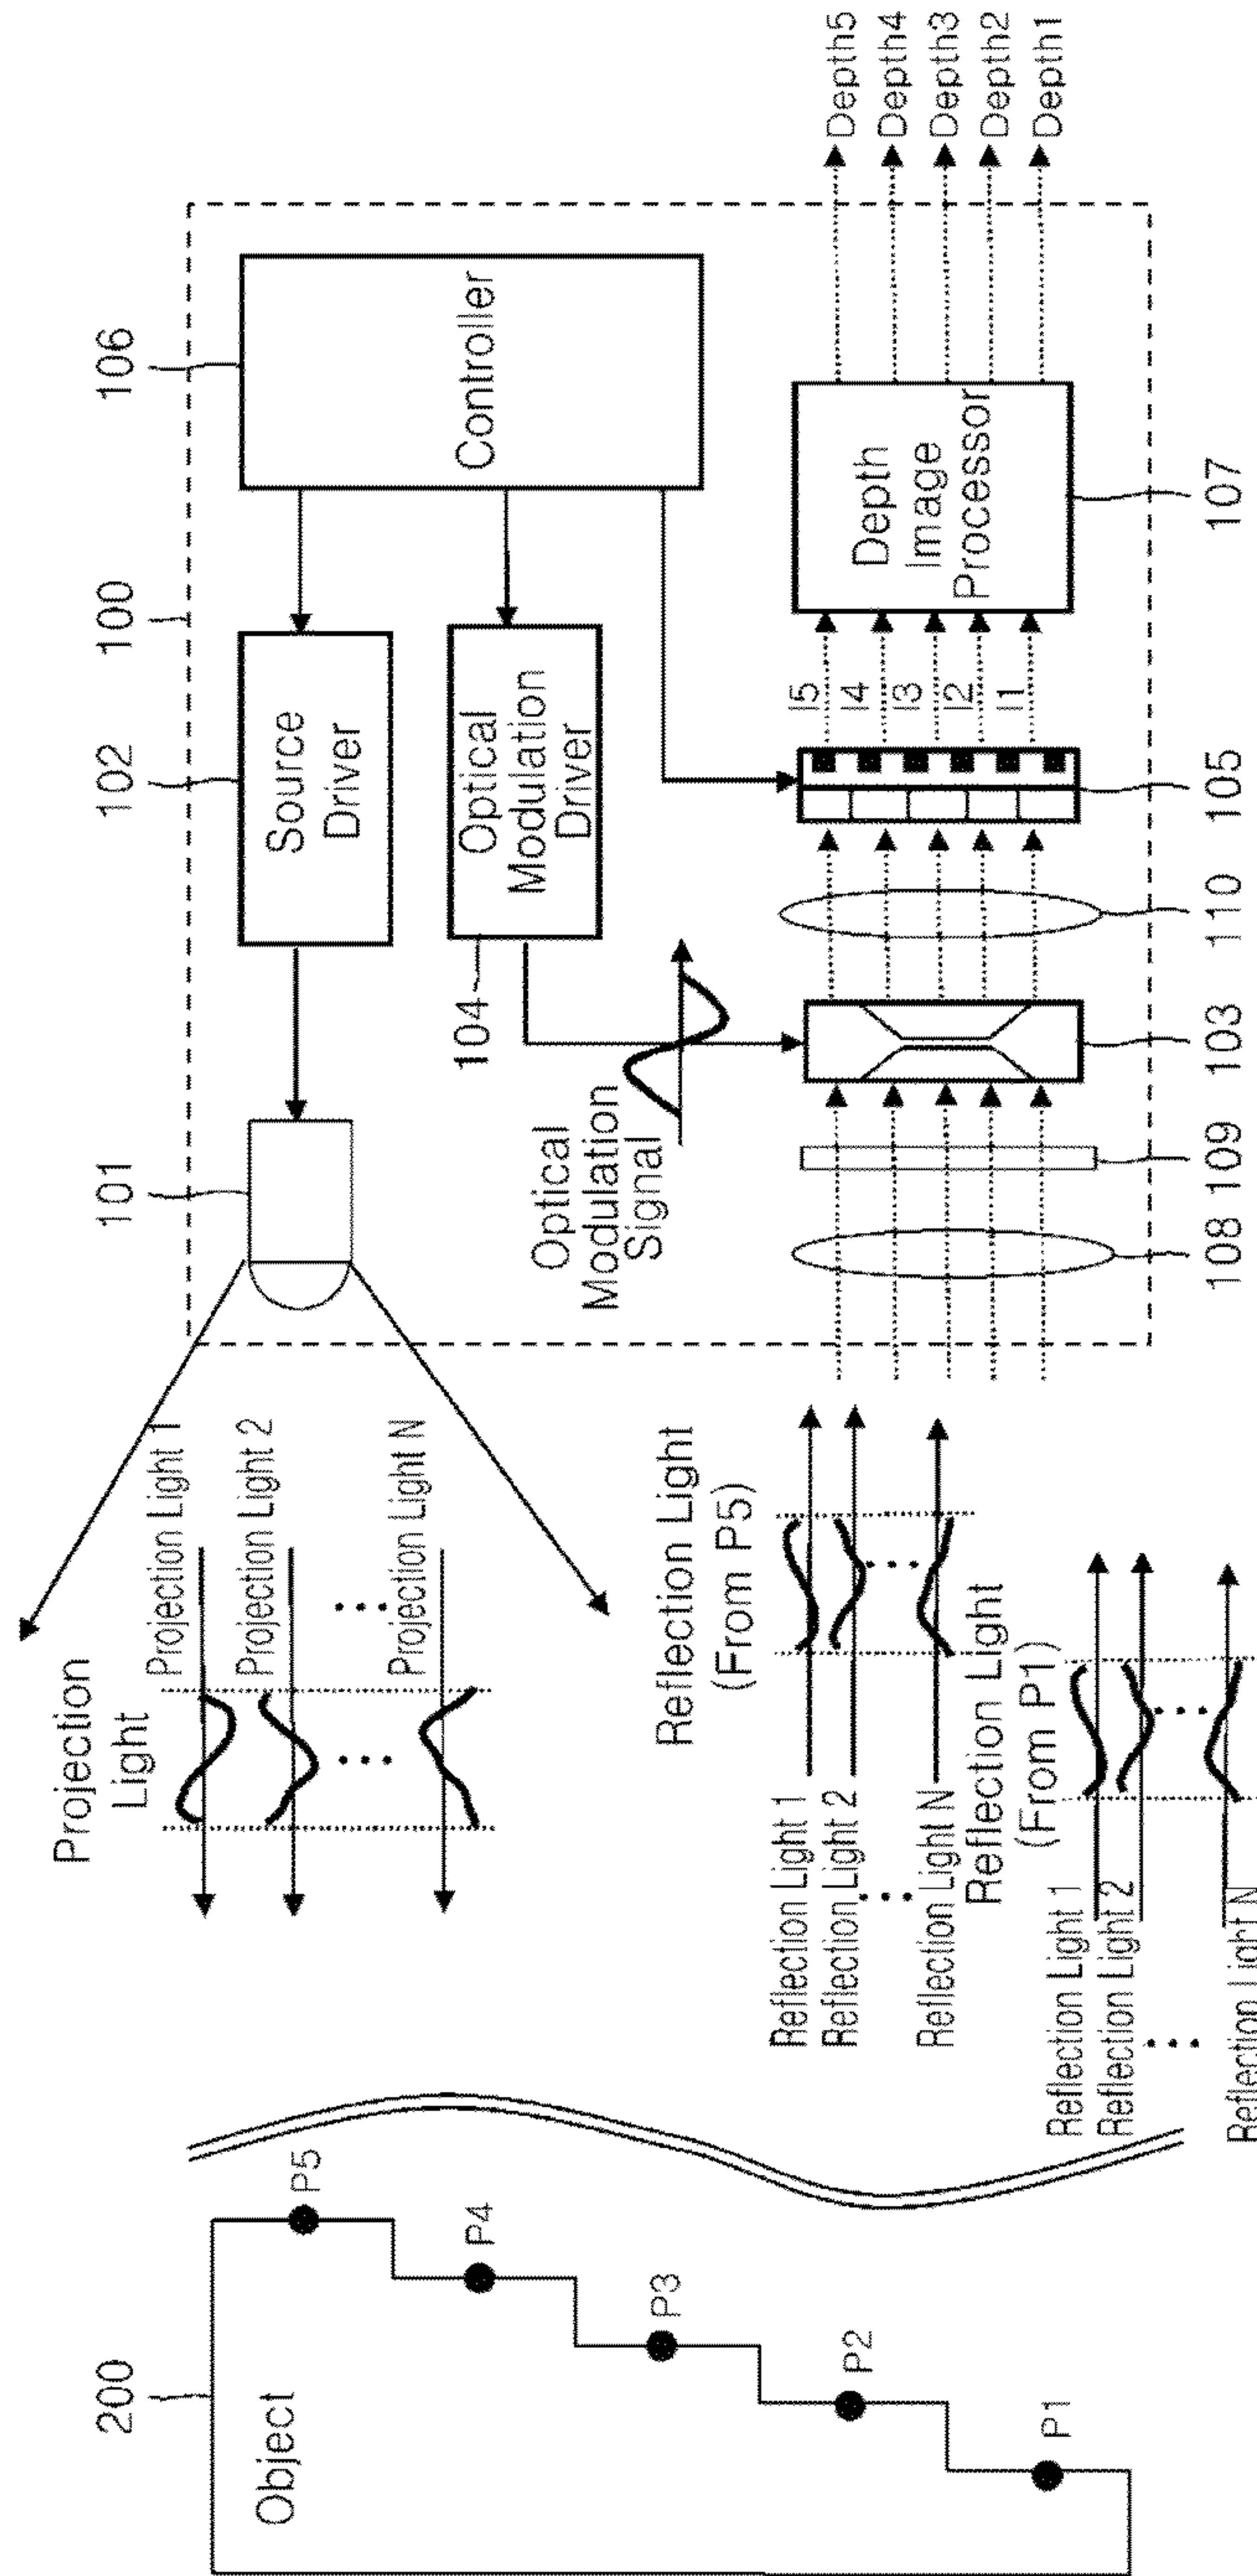 200
Object
P5
P4
P3
P2
P1
Projection
Light
Projection Light 1
Projection Light 2
Projection Light N
Reflection Light
(From P5)
Reflection Light 1
Reflection Light 2
Reflection Light N
Reflection Light
(From P1)
Reflection Light 1
Reflection Light 2
Reflection Light N
101
102
100
106
Source
Driver
Controller
Optical
Modulation
Driver
104
Optical
Modulation
Signal
I5
I4
I3
I2
I1
Depth
Image
Processor
Depth5
Depth4
Depth3
Depth2
Depth1
108
109
103
110
105
107